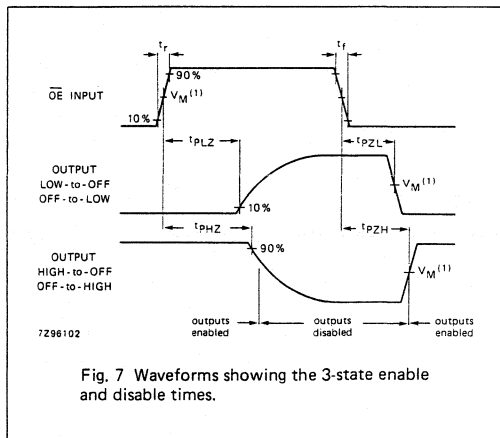 tr
tf
90%
OE INPUT
VM(1)
10%
tPLZ
tPZL
OUTPUT
LOW-to-OFF
OFF-to-LOW
VM(1)
10%
tPHZ
tPZH
90%
OUTPUT
HIGH-to-OFF
OFF-to-HIGH
VM(1)
outputs enabled
outputs disabled
outputs enabled
7Z96102
Fig. 7 Waveforms showing the 3-state enable
and disable times.